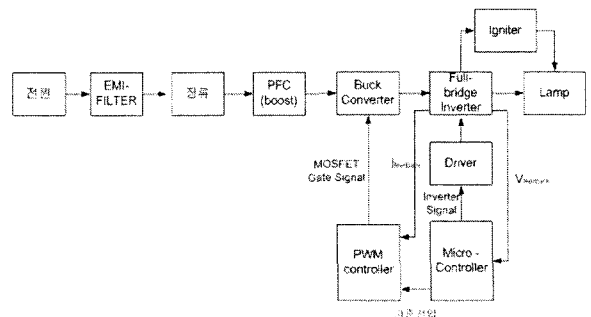 Igniter
전원
EMI-
FILTER
정류
PFC
(boost)
Buck
Converter
Full-
bridge
Inverter
Lamp
MOSFET
Gate Signal
Driver
Inverter
Signal
PWM
controller
Micro -
Controller